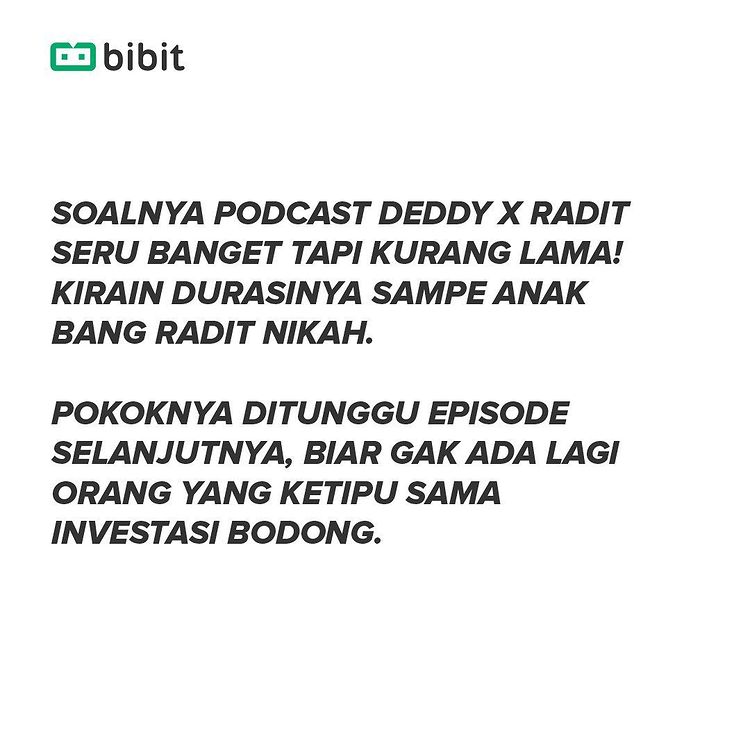 bibit
SOALNYA PODCAST DEDDY X RADIT
SERU BANGET TAPI KURANG LAMA!
KIRAIN DURASINYA SAMPE ANAK
BANG RADIT NIKAH.
POKOKNYA DITUNGGU EPISODE
SELANJUTNYA, BIAR GAK ADA LAGI
ORANG YANG KETIPU SAMA
INVESTASI BODONG.